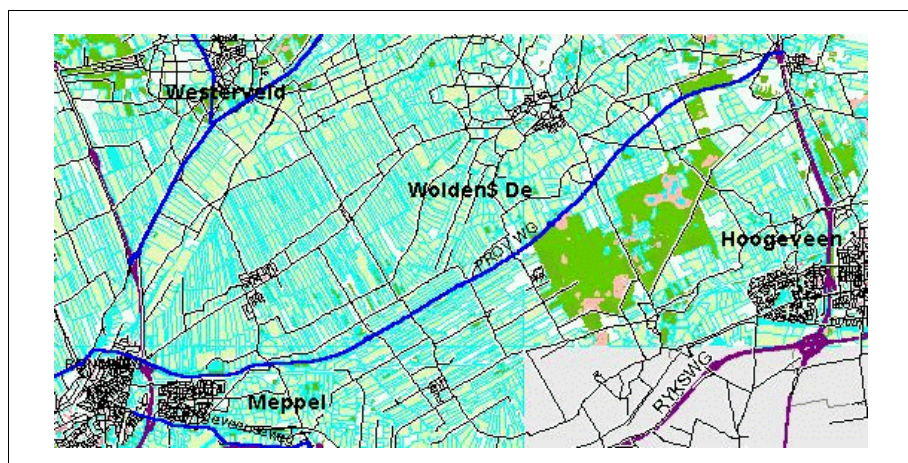 Westerveld
Wolden$ De
PROV WG
Hoogeveen
RYKSWG
Meppel